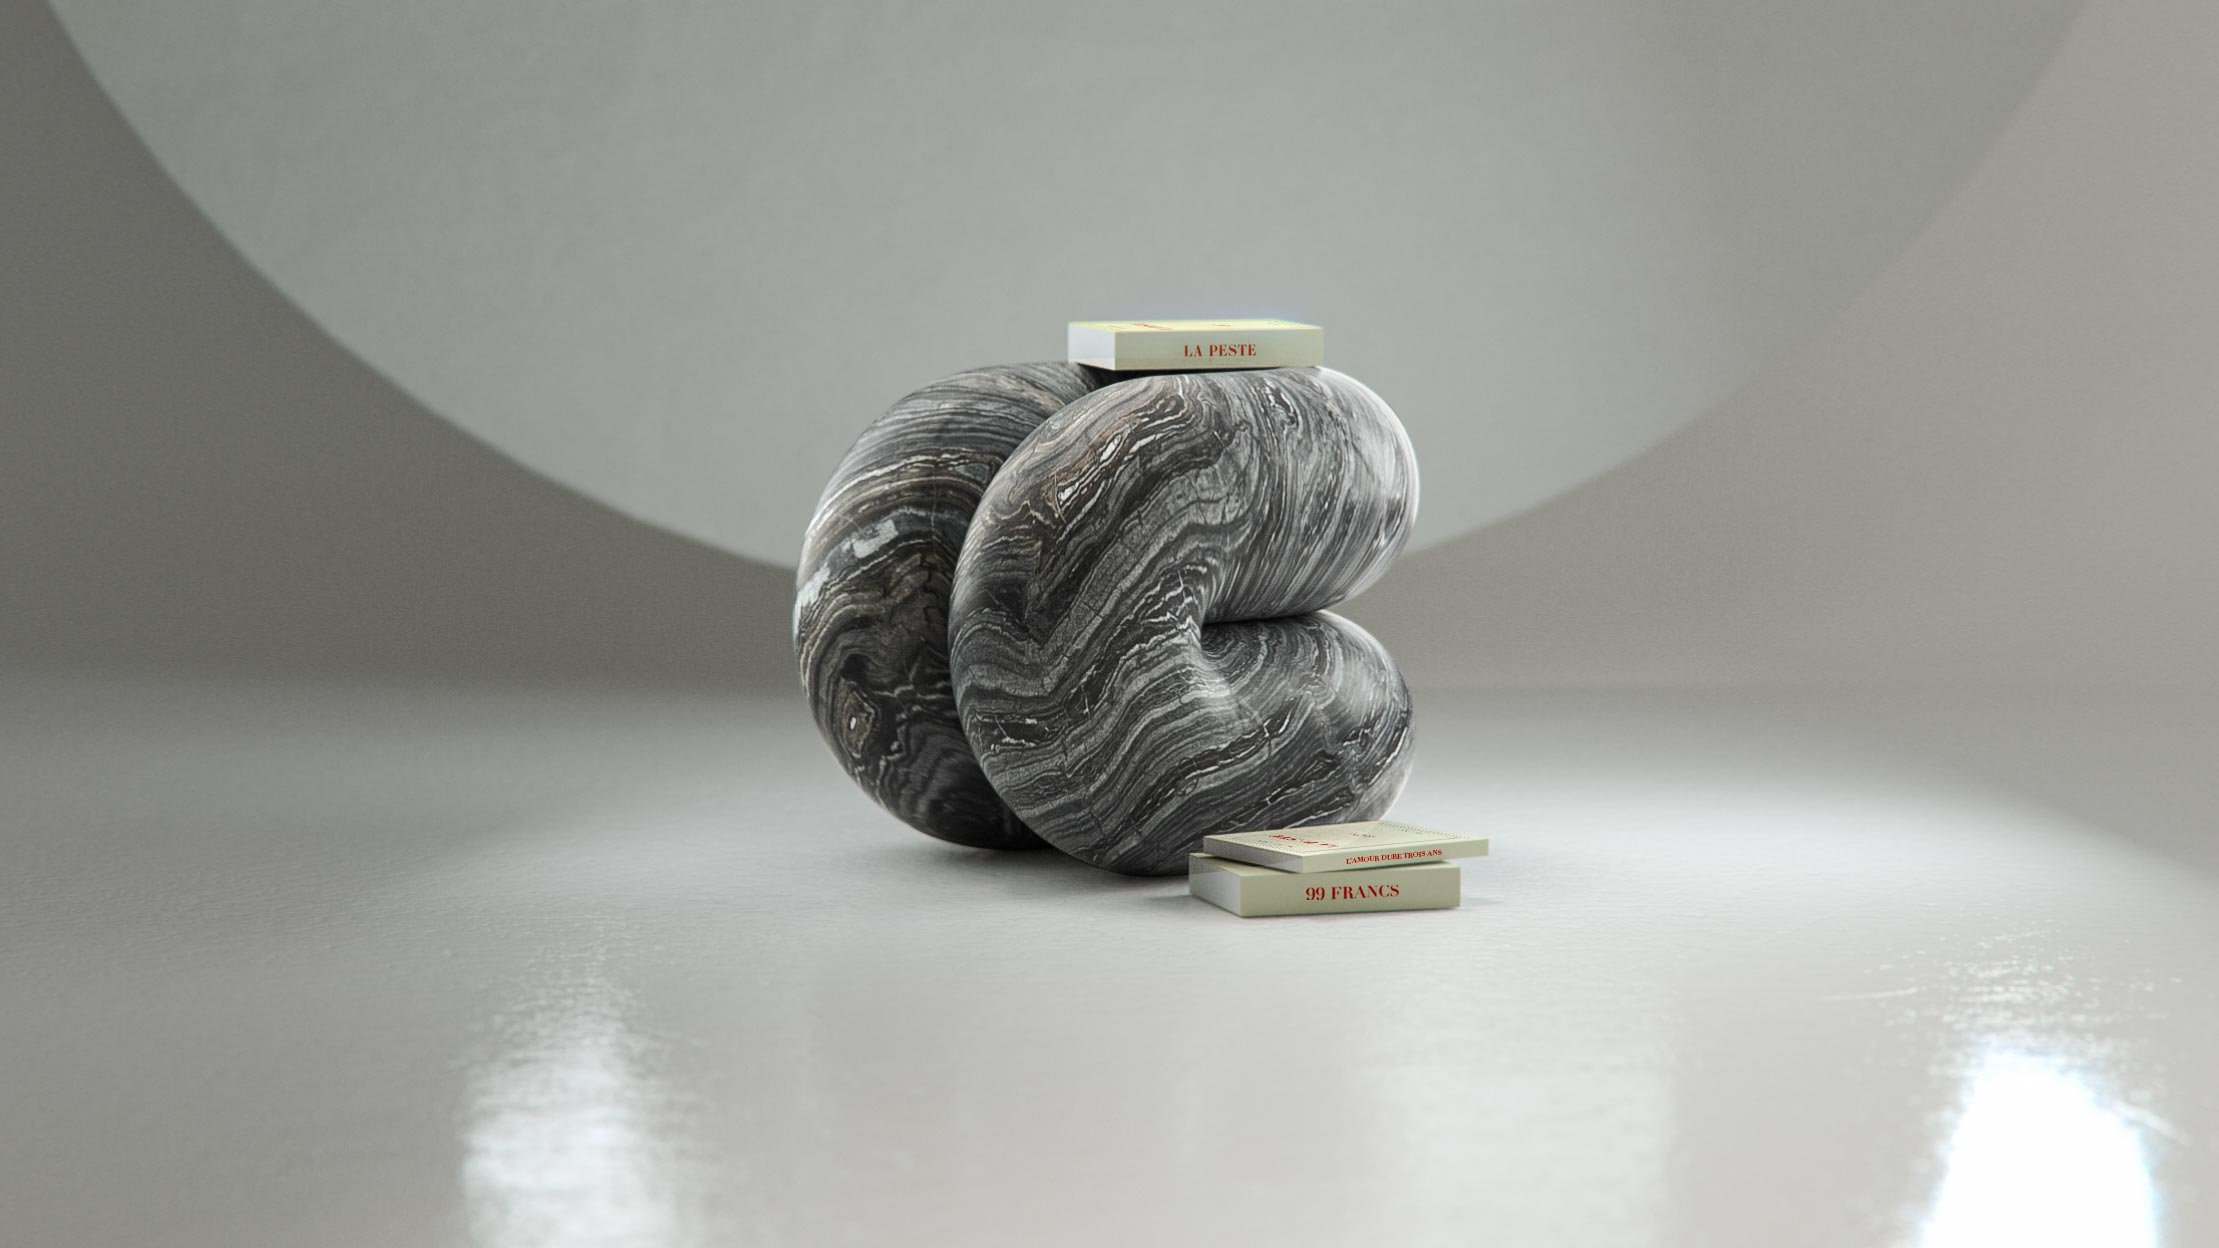 LA PESTE
L'AMOUR DURE TROIS ANS
99 FRANCS